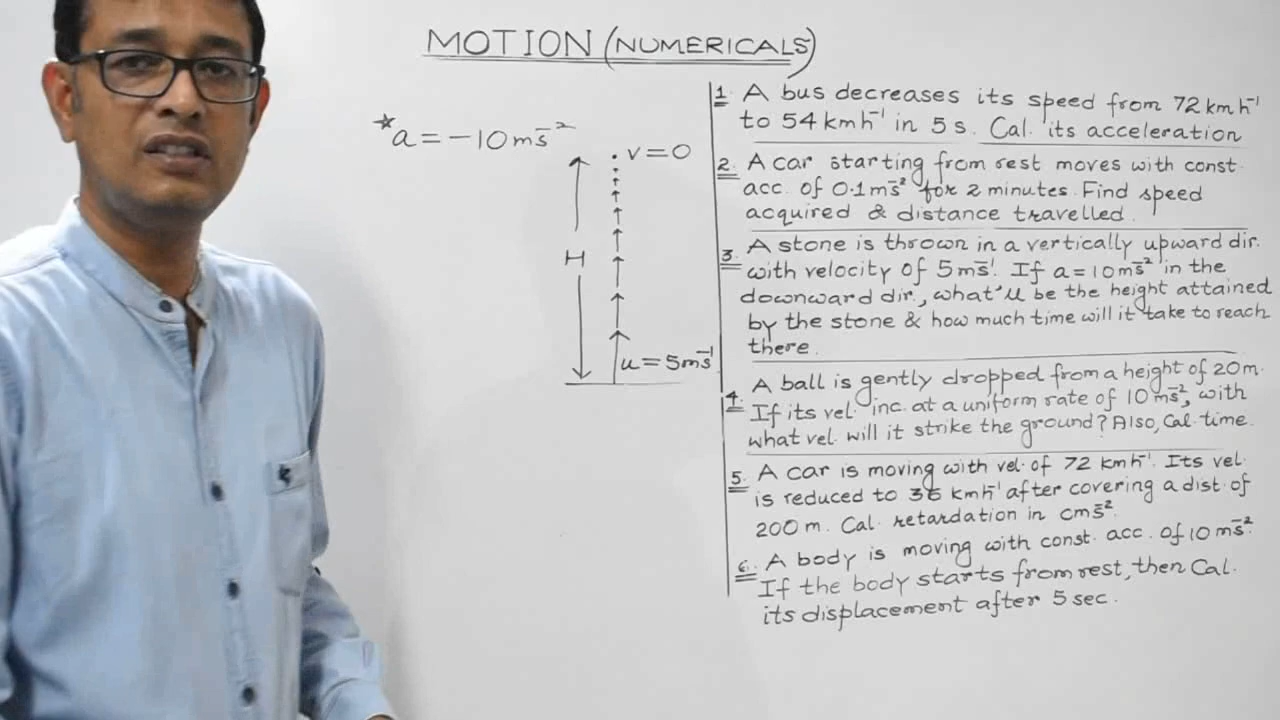 MOTION (NUMERICALS)
*a = -10 ms⁻²
v = 0
H
u = 5ms⁻¹
1. A bus decreases its speed from 72 km h⁻¹
to 54 km h⁻¹ in 5 s. Cal. its acceleration
2. A car starting from rest moves with const.
acc. of 0.1 ms⁻² for 2 minutes. Find speed
acquired & distance travelled.
3. A stone is thrown in a vertically upward dir.
with velocity of 5 ms⁻¹. If a = 10 ms⁻² in the
downward dir., what'll be the height attained
by the stone & how much time will it take to reach
there.
4. A ball is gently dropped from a height of 20m.
If its vel. inc. at a uniform rate of 10 ms⁻², with
what vel. will it strike the ground? Also, Cal. time.
5. A car is moving with vel. of 72 km h⁻¹. Its vel.
is reduced to 36 km h⁻¹ after covering a dist. of
200 m. Cal. retardation in cm s⁻².
6. A body is moving with const. acc. of 10 ms⁻².
If the body starts from rest, then Cal.
its displacement after 5 sec.